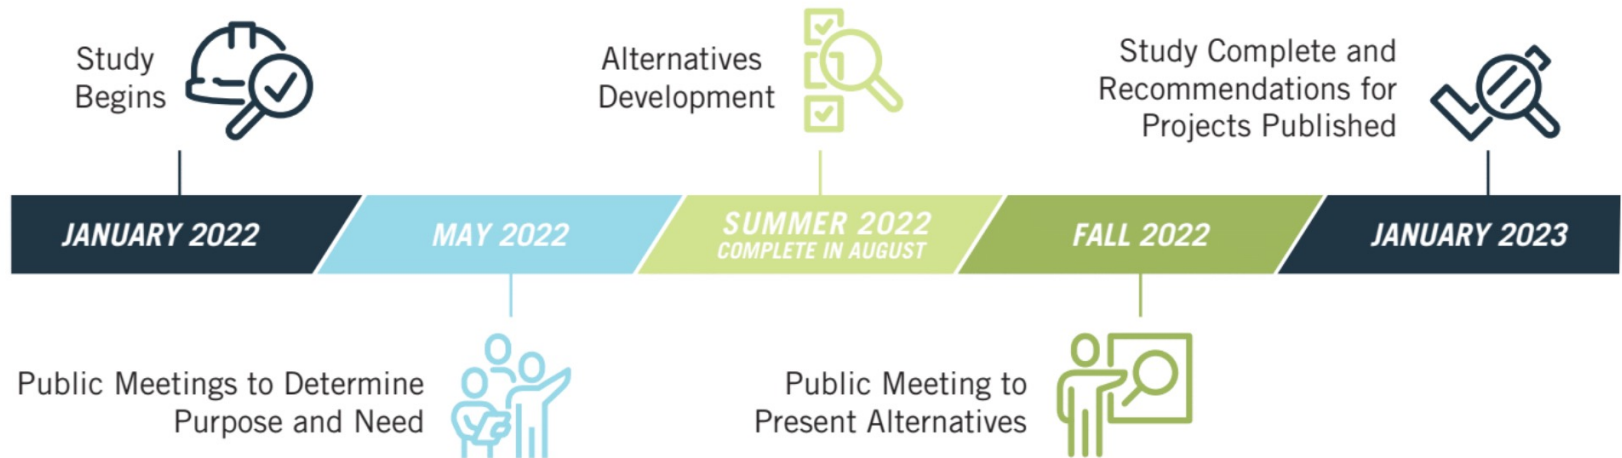 Study
Begins
Alternatives
Development
Study Complete and
Recommendations for
Projects Published
JANUARY 2022
MAY 2022
SUMMER 2022
COMPLETE IN AUGUST
FALL 2022
JANUARY 2023
Public Meetings to Determine
Purpose and Need
Public Meeting to
Present Alternatives